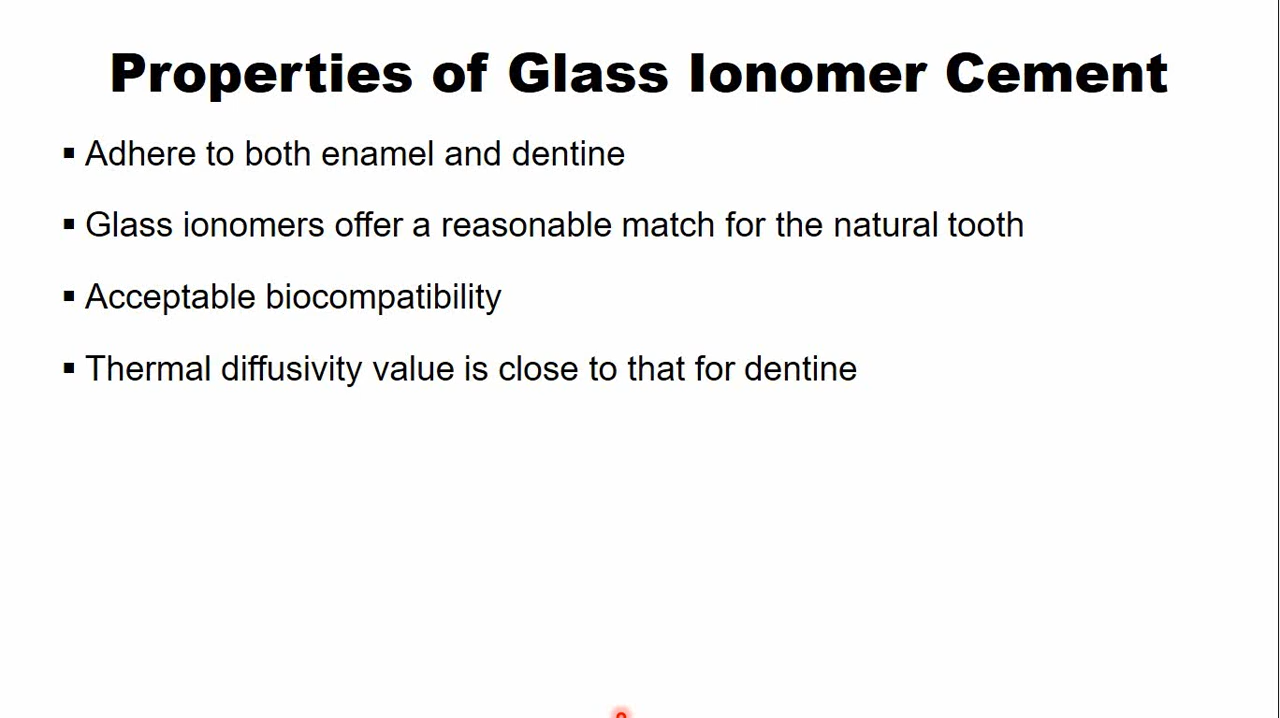 Properties of Glass Ionomer Cement
▪ Adhere to both enamel and dentine
▪ Glass ionomers offer a reasonable match for the natural tooth
▪ Acceptable biocompatibility
▪ Thermal diffusivity value is close to that for dentine